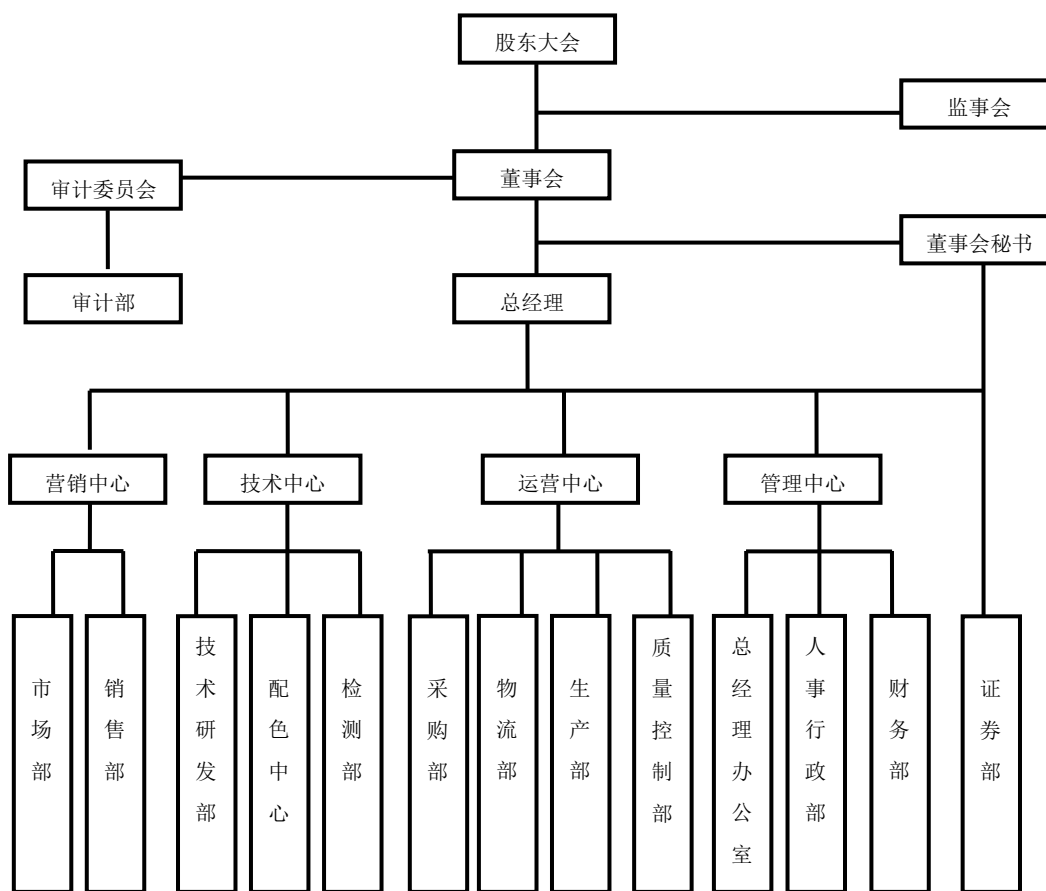 股东大会
监事会
董事会
审计委员会
董事会秘书
审计部
总经理
营销中心
技术中心
运营中心
管理中心
市场部
销售部
技术研发部
配色中心
检测部
采购部
物流部
生产部
质量控制部
总经理办公室
人事行政部
财务部
证券部